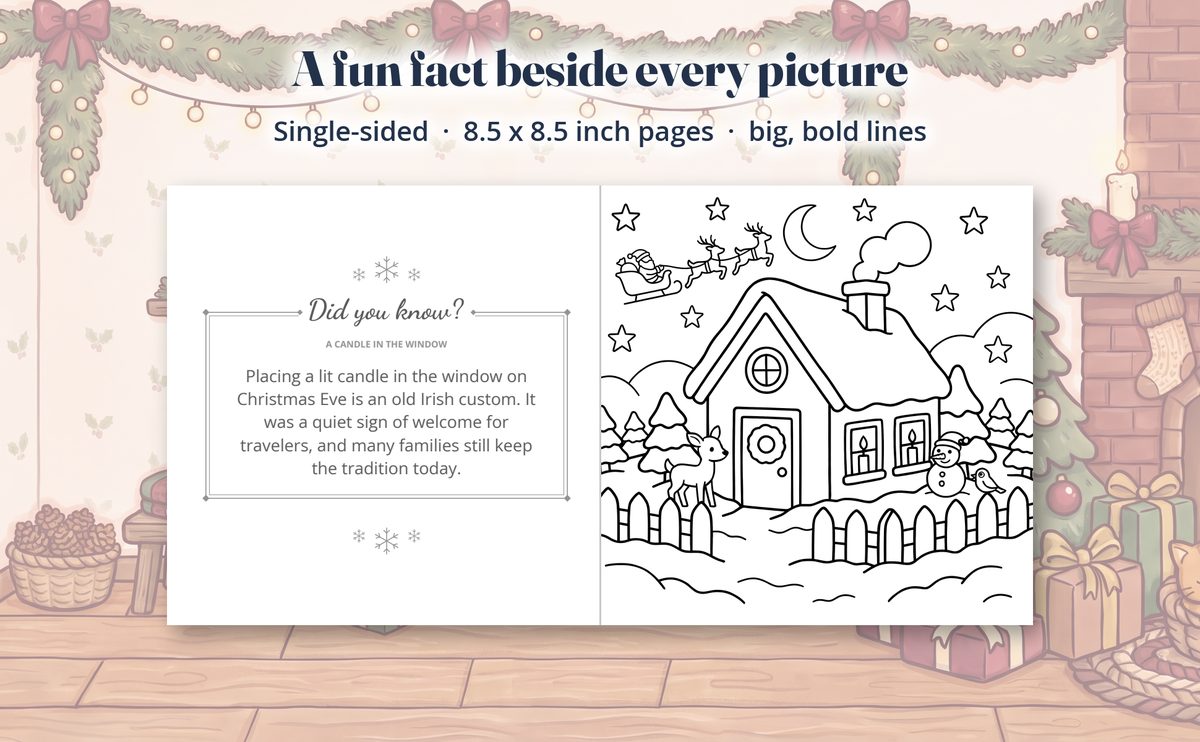 A fun fact beside every picture
Single-sided · 8.5 x 8.5 inch pages · big, bold lines
Did you know?
A CANDLE IN THE WINDOW
Placing a lit candle in the window on
Christmas Eve is an old Irish custom. It
was a quiet sign of welcome for
travelers, and many families still keep
the tradition today.